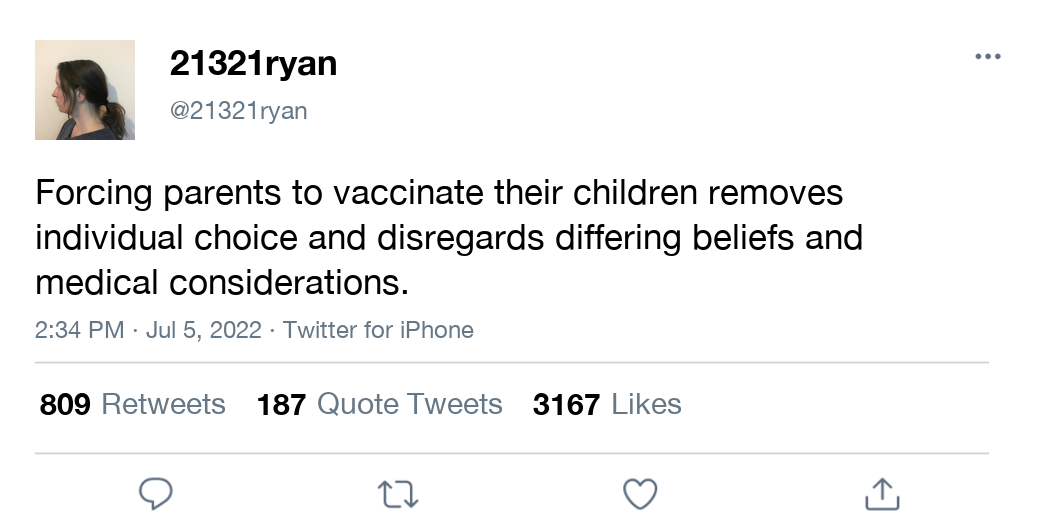 21321ryan
@21321ryan
Forcing parents to vaccinate their children removes
individual choice and disregards differing beliefs and
medical considerations.
2:34 PM · Jul 5, 2022 · Twitter for iPhone
809 Retweets 187 Quote Tweets 3167 Likes